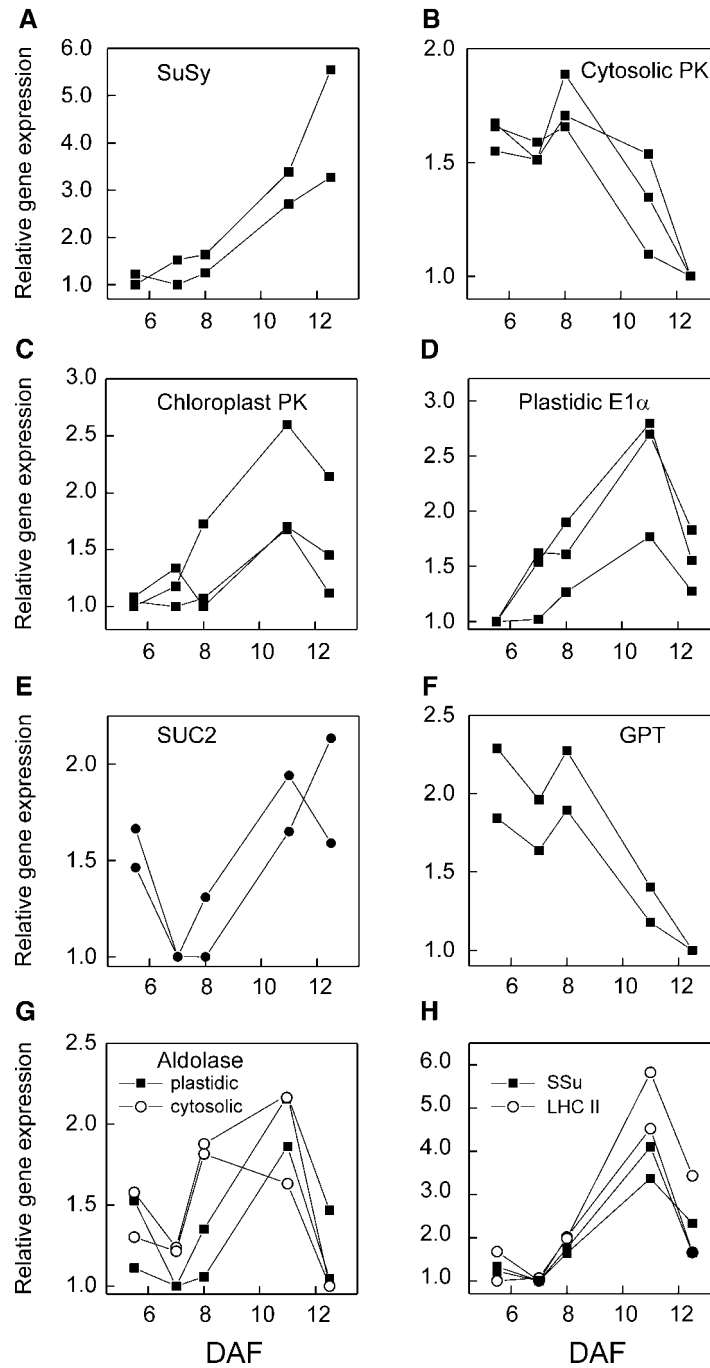 A
Relative gene expression
6.0
5.0
4.0
3.0
2.0
1.0
SuSy
6 8 10 12
B
2.0
1.5
1.0
Cytosolic PK
6 8 10 12
C
Relative gene expression
3.0
2.5
2.0
1.5
1.0
Chloroplast PK
6 8 10 12
D
3.0
2.5
2.0
1.5
1.0
Plastidic E1α
6 8 10 12
E
Relative gene expression
2.0
1.5
1.0
SUC2
6 8 10 12
F
2.5
2.0
1.5
1.0
GPT
6 8 10 12
G
Relative gene expression
2.5
2.0
1.5
1.0
Aldolase
plastidic
cytosolic
6 8 10 12
DAF
H
6.0
5.0
4.0
3.0
2.0
1.0
SSu
LHC II
6 8 10 12
DAF